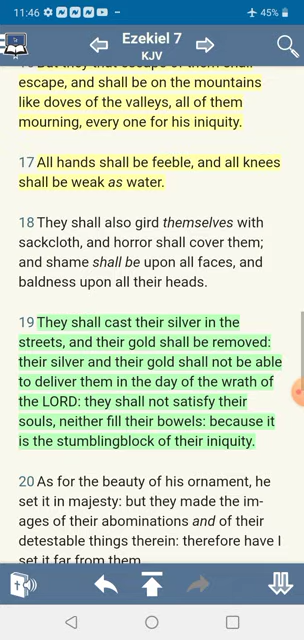 11:46
45%
Ezekiel 7
KJV
escape, and shall be on the mountains
like doves of the valleys, all of them
mourning, every one for his iniquity.
17 All hands shall be feeble, and all knees
shall be weak as water.
18 They shall also gird themselves with
sackcloth, and horror shall cover them;
and shame shall be upon all faces, and
baldness upon all their heads.
19 They shall cast their silver in the
streets, and their gold shall be removed:
their silver and their gold shall not be able
to deliver them in the day of the wrath of
the LORD: they shall not satisfy their
souls, neither fill their bowels: because it
is the stumblingblock of their iniquity.
20 As for the beauty of his ornament, he
set it in majesty: but they made the im-
ages of their abominations and of their
detestable things therein: therefore have I
set it far from them.